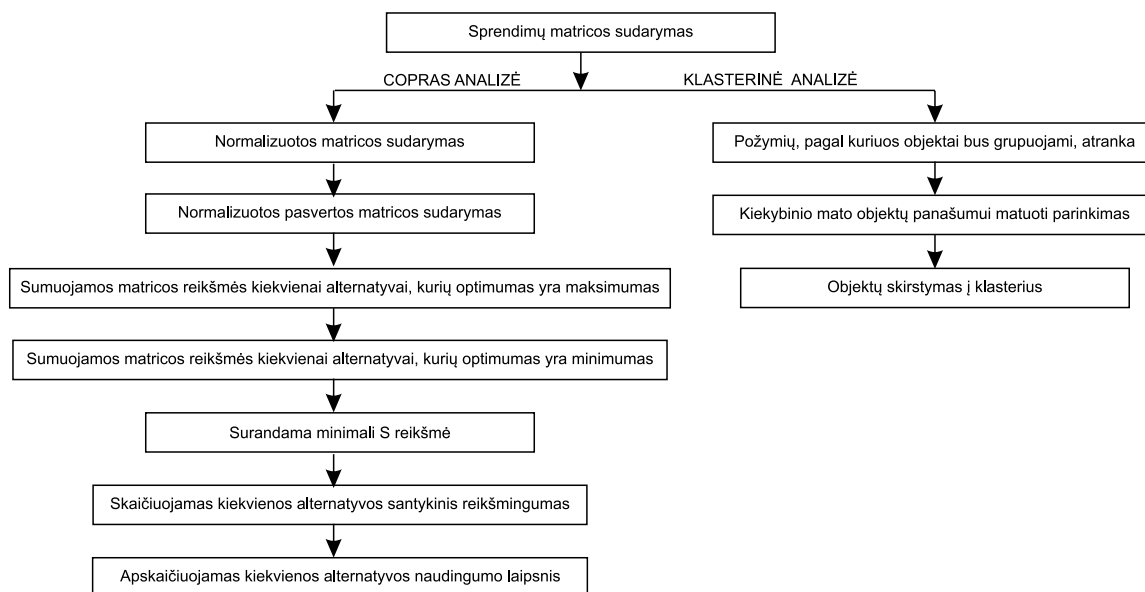 Sprendimų matricos sudarymas
COPRAS ANALIZĖ
KLASTERINĖ ANALIZĖ
Normalizuotos matricos sudarymas
Normalizuotos pasvertos matricos sudarymas
Sumuojamos matricos reikšmės kiekvienai alternatyvai, kurių optimumas yra maksimumas
Sumuojamos matricos reikšmės kiekvienai alternatyvai, kurių optimumas yra minimumas
Surandama minimali S reikšmė
Skaičiuojamas kiekvienos alternatyvos santykinis reikšmingumas
Apskaičiuojamas kiekvienos alternatyvos naudingumo laipsnis
Požymių, pagal kuriuos objektai bus grupuojami, atranka
Kiekybinio mato objektų panašumui matuoti parinkimas
Objektų skirstymas į klasterius